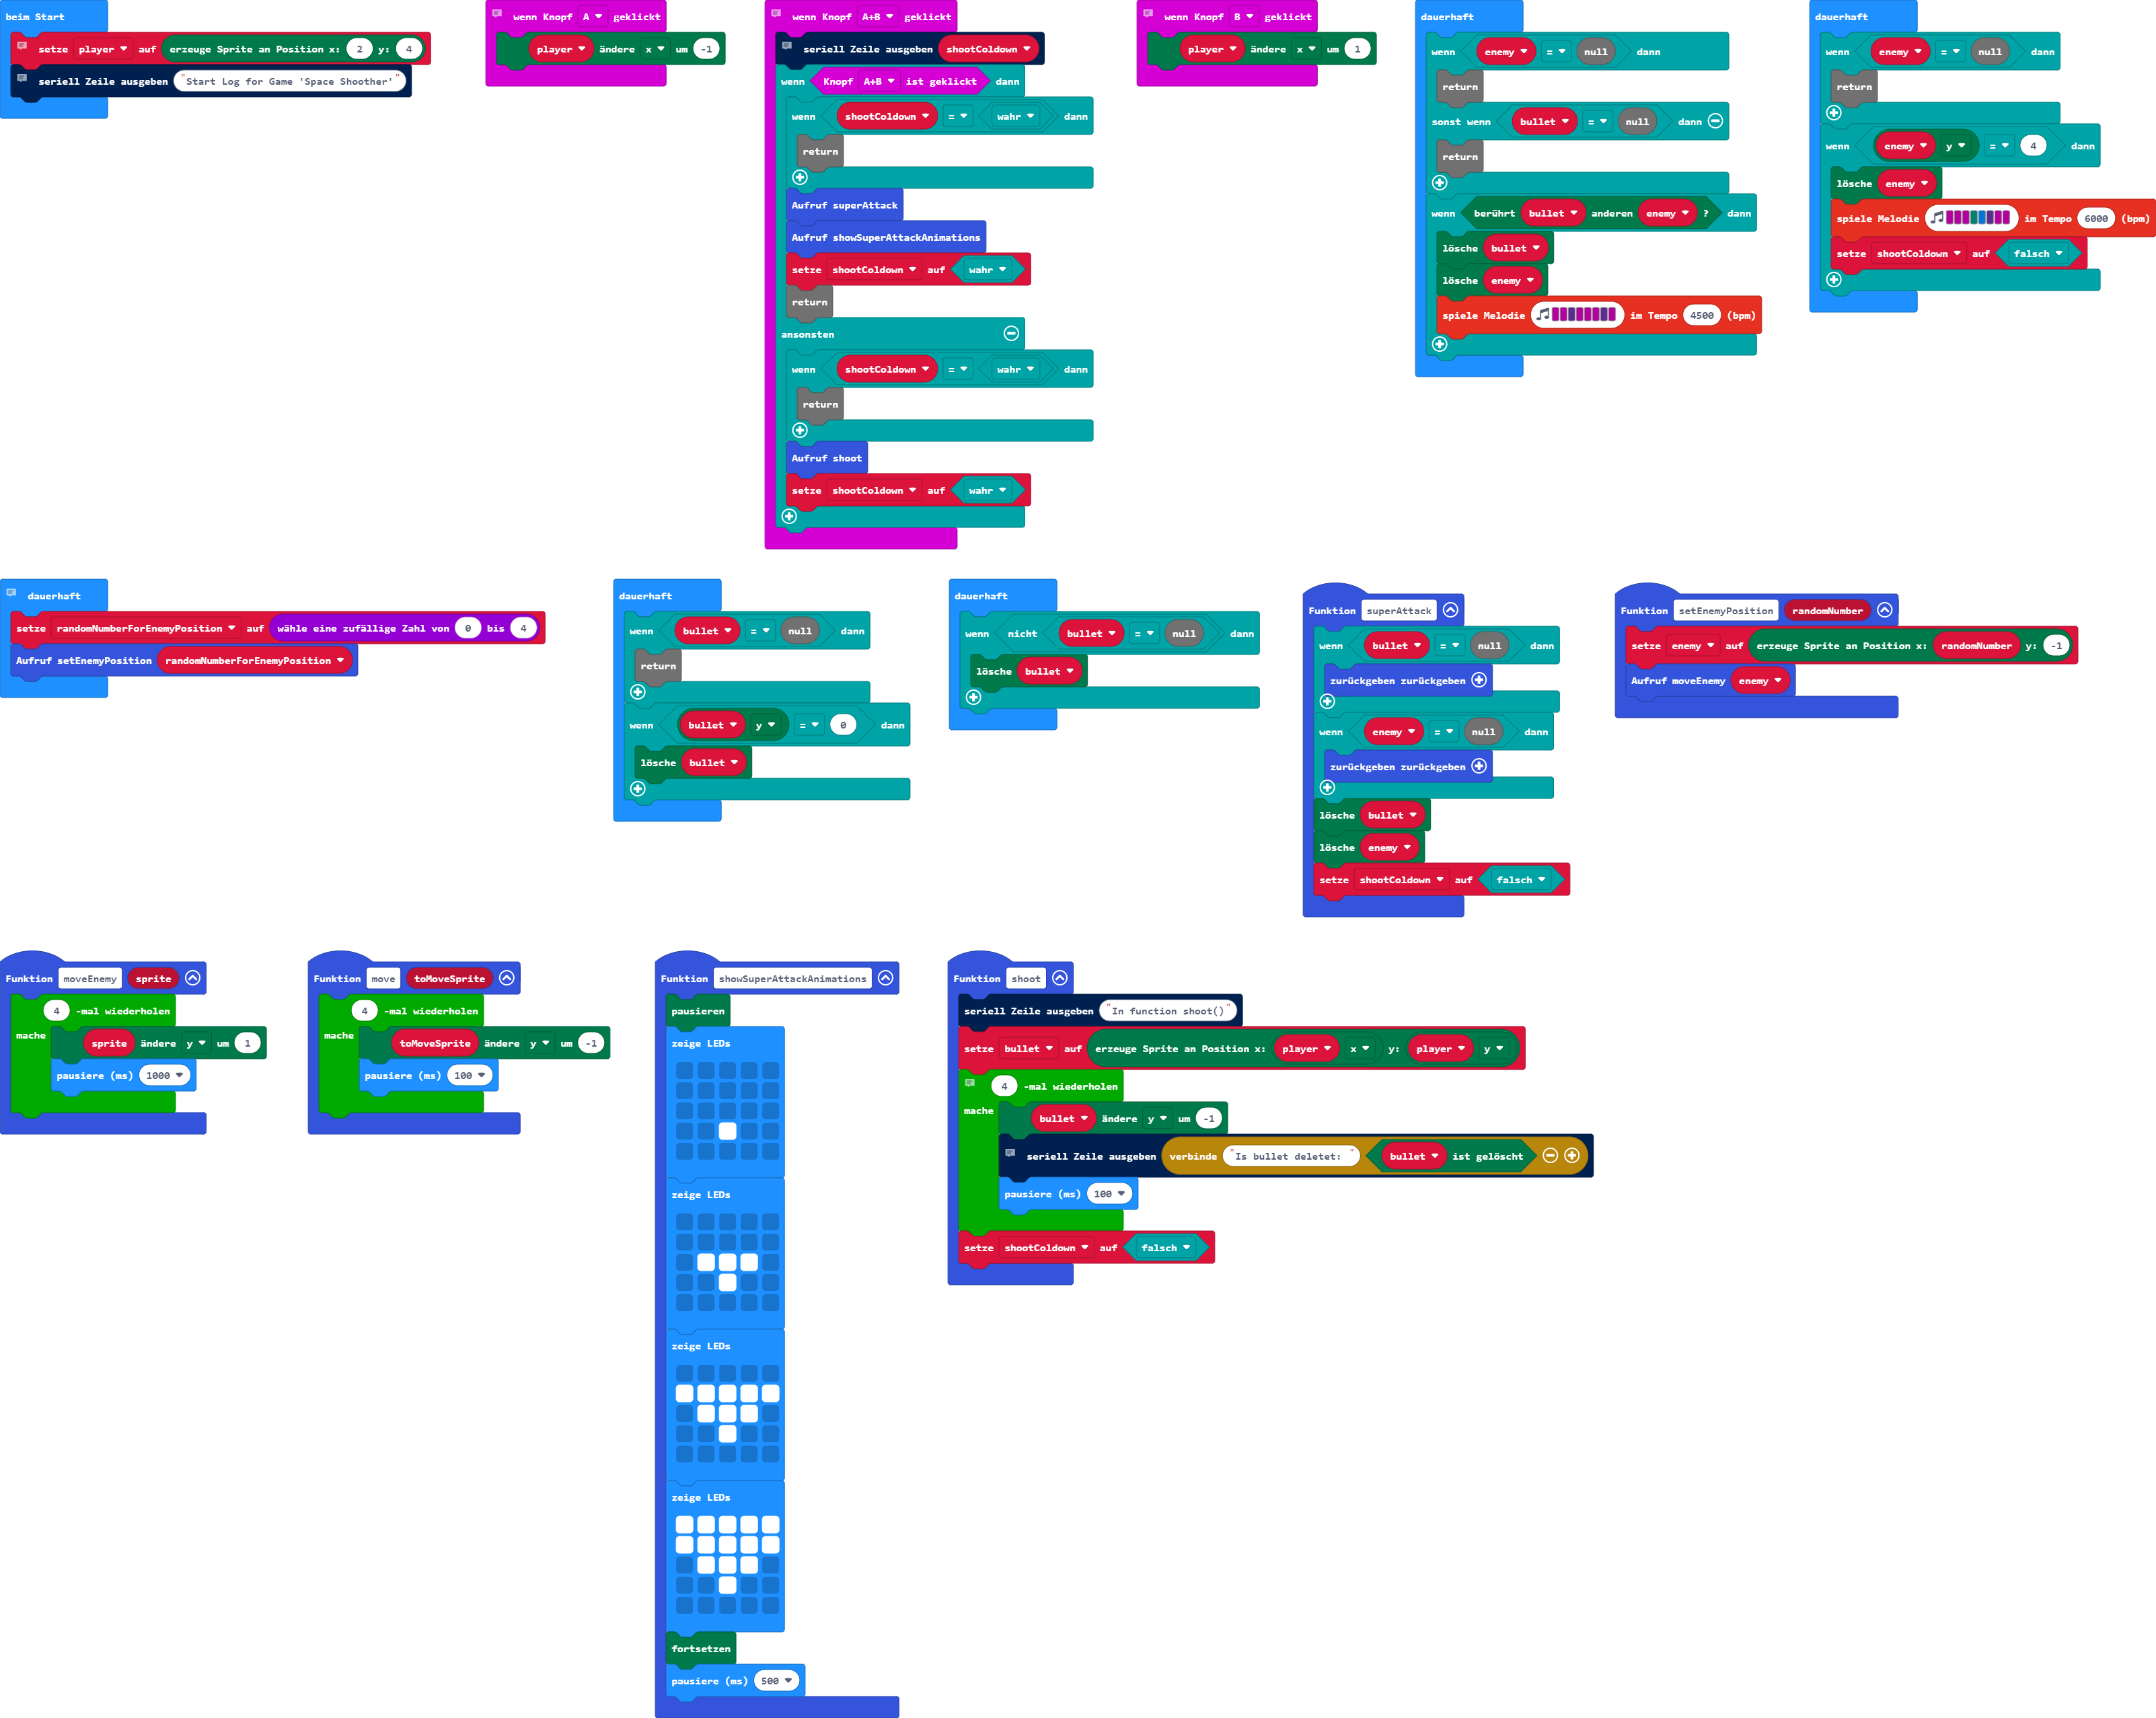 beim Start
setze player auf erzeuge Sprite an Position x: 2 y: 4
seriell Zeile ausgeben "Start Log for Game 'Space Shoother'"
wenn Knopf A geklickt
player ändere x um -1
wenn Knopf A+B geklickt
seriell Zeile ausgeben shootColdown
wenn Knopf A+B ist geklickt dann
wenn shootColdown = wahr dann
return
Aufruf superAttack
Aufruf showSuperAttackAnimations
setze shootColdown auf wahr
return
ansonsten
wenn shootColdown = wahr dann
return
Aufruf shoot
setze shootColdown auf wahr
wenn Knopf B geklickt
player ändere x um 1
dauerhaft
wenn enemy = null dann
return
sonst wenn bullet = null dann
return
wenn berührt bullet anderen enemy ? dann
lösche bullet
lösche enemy
spiele Melodie im Tempo 4500 (bpm)
dauerhaft
wenn enemy = null dann
return
wenn enemy y = 4 dann
lösche enemy
spiele Melodie im Tempo 6000 (bpm)
setze shootColdown auf falsch
dauerhaft
setze randomNumberForEnemyPosition auf wähle eine zufällige Zahl von 0 bis 4
Aufruf setEnemyPosition randomNumberForEnemyPosition
dauerhaft
wenn bullet = null dann
return
wenn bullet y = 0 dann
lösche bullet
dauerhaft
wenn nicht bullet = null dann
lösche bullet
Funktion superAttack
wenn bullet = null dann
zurückgeben zurückgeben
wenn enemy = null dann
zurückgeben zurückgeben
lösche bullet
lösche enemy
setze shootColdown auf falsch
Funktion setEnemyPosition randomNumber
setze enemy auf erzeuge Sprite an Position x: randomNumber y: -1
Aufruf moveEnemy enemy
Funktion moveEnemy sprite
4 -mal wiederholen
mache sprite ändere y um 1
pausiere (ms) 1000
Funktion move toMoveSprite
4 -mal wiederholen
mache toMoveSprite ändere y um -1
pausiere (ms) 100
Funktion showSuperAttackAnimations
pausieren
zeige LEDs
zeige LEDs
zeige LEDs
zeige LEDs
fortsetzen
pausiere (ms) 500
Funktion shoot
seriell Zeile ausgeben "In function shoot()"
setze bullet auf erzeuge Sprite an Position x: player x y: player y
4 -mal wiederholen
mache bullet ändere y um -1
seriell Zeile ausgeben verbinde "Is bullet deletet: " bullet ist gelöscht
pausiere (ms) 100
setze shootColdown auf falsch